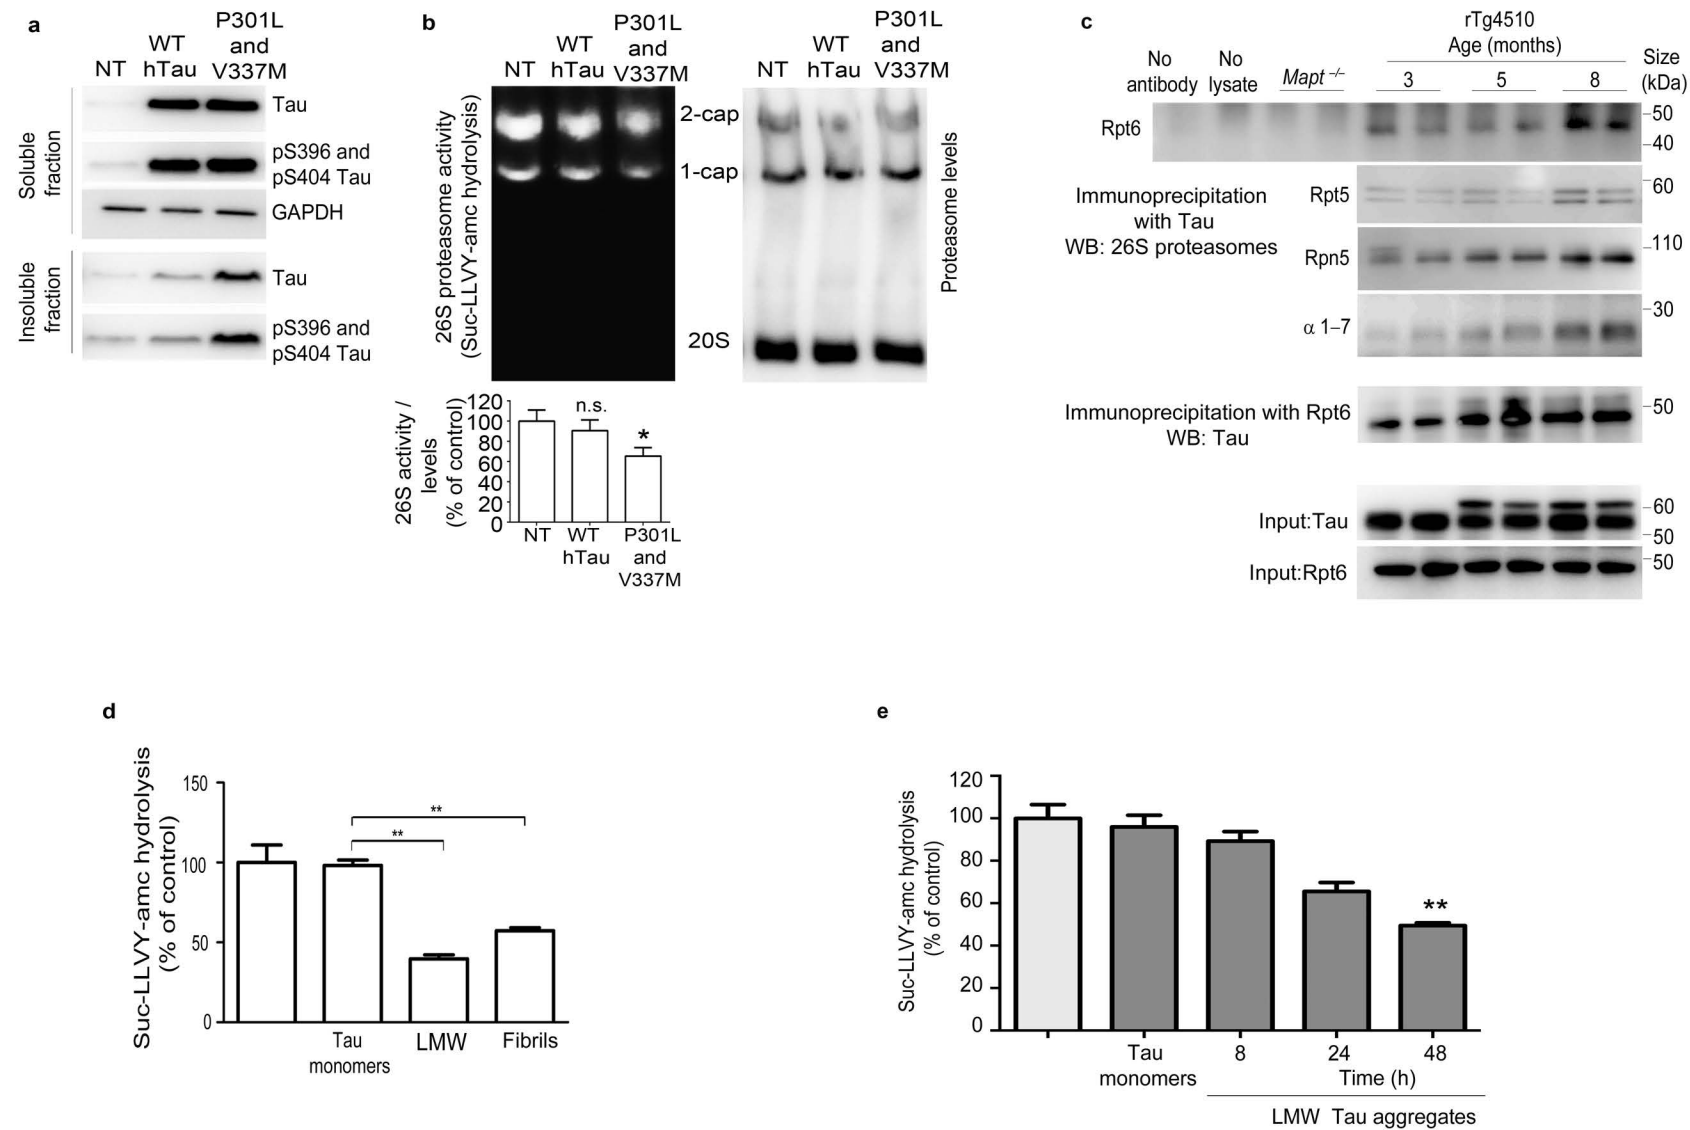 a
NT
WT
hTau
P301L
and
V337M
Soluble
fraction
Tau
pS396 and
pS404 Tau
GAPDH
Insoluble
fraction
Tau
pS396 and
pS404 Tau
b
NT
WT
hTau
P301L
and
V337M
NT
WT
hTau
P301L
and
V337M
26S proteasome activity
(Suc-LLVY-amc hydrolysis)
2-cap
1-cap
20S
Proteasome levels
26S activity /
levels
(% of control)
120
100
80
60
40
20
0
n.s.
*
NT
WT
hTau
P301L
and
V337M
c
rTg4510
Age (months)
No
antibody
No
lysate
Mapt −/−
3
5
8
Size
(kDa)
Rpt6
50
40
Immunoprecipitation
with Tau
WB: 26S proteasomes
Rpt5
60
Rpn5
110
α 1–7
30
Immunoprecipitation with Rpt6
WB: Tau
50
Input:Tau
60
50
Input:Rpt6
50
d
Suc-LLVY-amc hydrolysis
(% of control)
150
100
50
0
**
**
Tau
monomers
LMW
Fibrils
e
Suc-LLVY-amc hydrolysis
(% of control)
120
100
80
60
40
20
0
**
Tau
monomers
8
24
48
Time (h)
LMW Tau aggregates